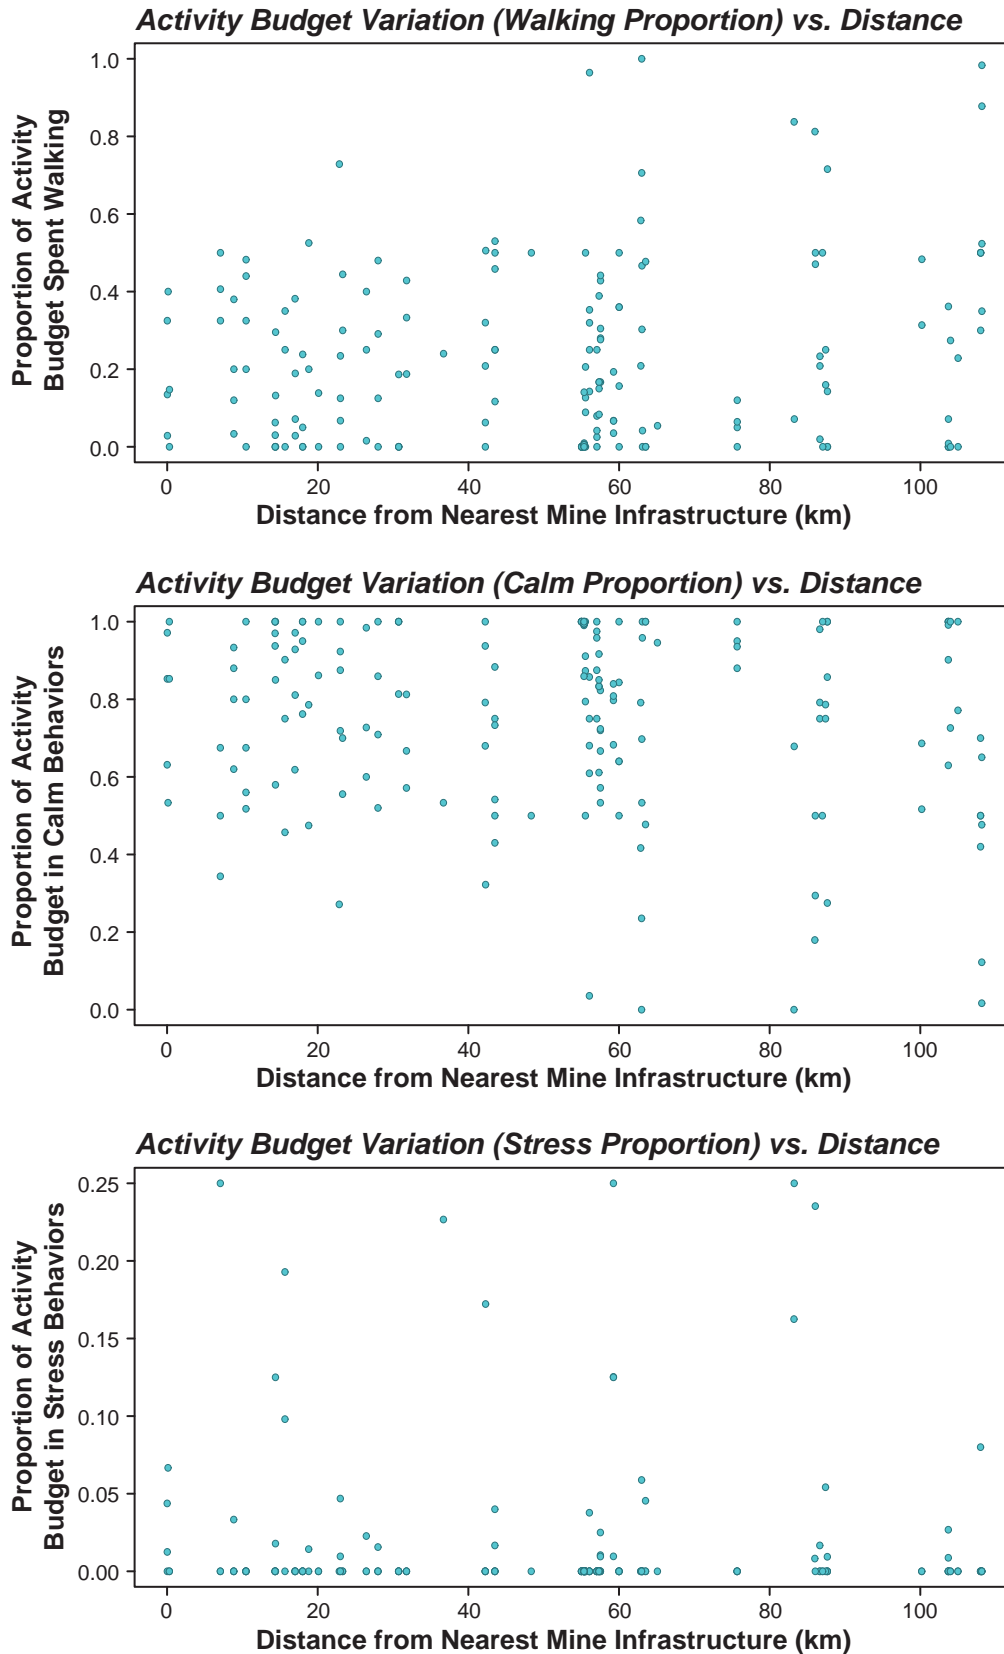 Activity Budget Variation (Walking Proportion) vs. Distance
Proportion of Activity
Budget Spent Walking
1.0
0.8
0.6
0.4
0.2
0.0
0 20 40 60 80 100
Distance from Nearest Mine Infrastructure (km)
Activity Budget Variation (Calm Proportion) vs. Distance
Proportion of Activity
Budget in Calm Behaviors
1.0
0.8
0.6
0.4
0.2
0.0
0 20 40 60 80 100
Distance from Nearest Mine Infrastructure (km)
Activity Budget Variation (Stress Proportion) vs. Distance
Proportion of Activity
Budget in Stress Behaviors
0.25
0.20
0.15
0.10
0.05
0.00
0 20 40 60 80 100
Distance from Nearest Mine Infrastructure (km)